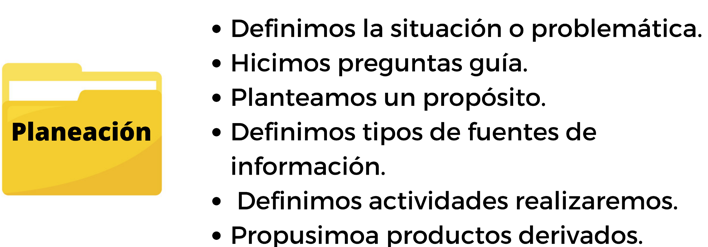 Planeación
• Definimos la situación o problemática.
• Hicimos preguntas guía.
• Planteamos un propósito.
• Definimos tipos de fuentes de
información.
• Definimos actividades realizaremos.
• Propusimoa productos derivados.